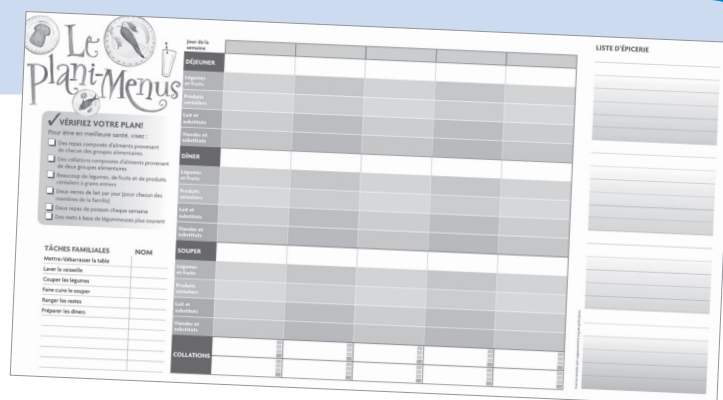 Le
Plani-Menus
✓ VÉRIFIEZ VOTRE PLAN!
Pour être en meilleure santé, visez :
Des repas composés d'aliments provenant
de chacun des groupes alimentaires
Des collations composées d'aliments provenant
de deux groupes alimentaires
Beaucoup de légumes, de fruits et de produits
céréaliers à grains entiers
Deux verres de lait par jour (pour chacun des
membres de la famille)
Deux repas de poisson chaque semaine
Des mets à base de légumineuses plus souvent
TÂCHES FAMILIALES NOM
Mettre/débarrasser la table
Laver la vaisselle
Couper les légumes
Faire cuire le souper
Ranger les restes
Préparer les dîners
Jour de la
semaine
DÉJEUNER
Légumes
et fruits
Produits
céréaliers
Lait et
substituts
Viandes et
substituts
DÎNER
Légumes
et fruits
Produits
céréaliers
Lait et
substituts
Viandes et
substituts
SOUPER
Légumes
et fruits
Produits
céréaliers
Lait et
substituts
Viandes et
substituts
COLLATIONS
LISTE D'ÉPICERIE